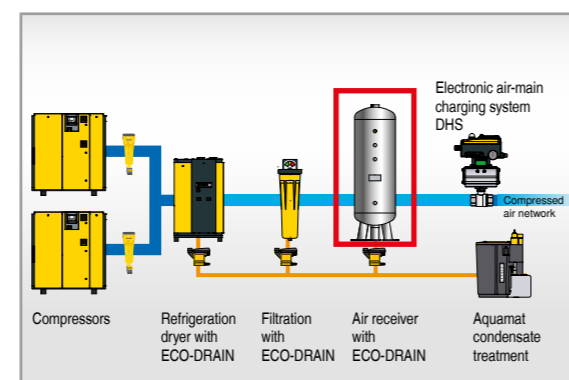 Electronic air-main
charging system
DHS
Compressed
air network
Compressors
Refrigeration
dryer with
ECO-DRAIN
Filtration
with
ECO-DRAIN
Air receiver
with
ECO-DRAIN
Aquamat
condensate
treatment